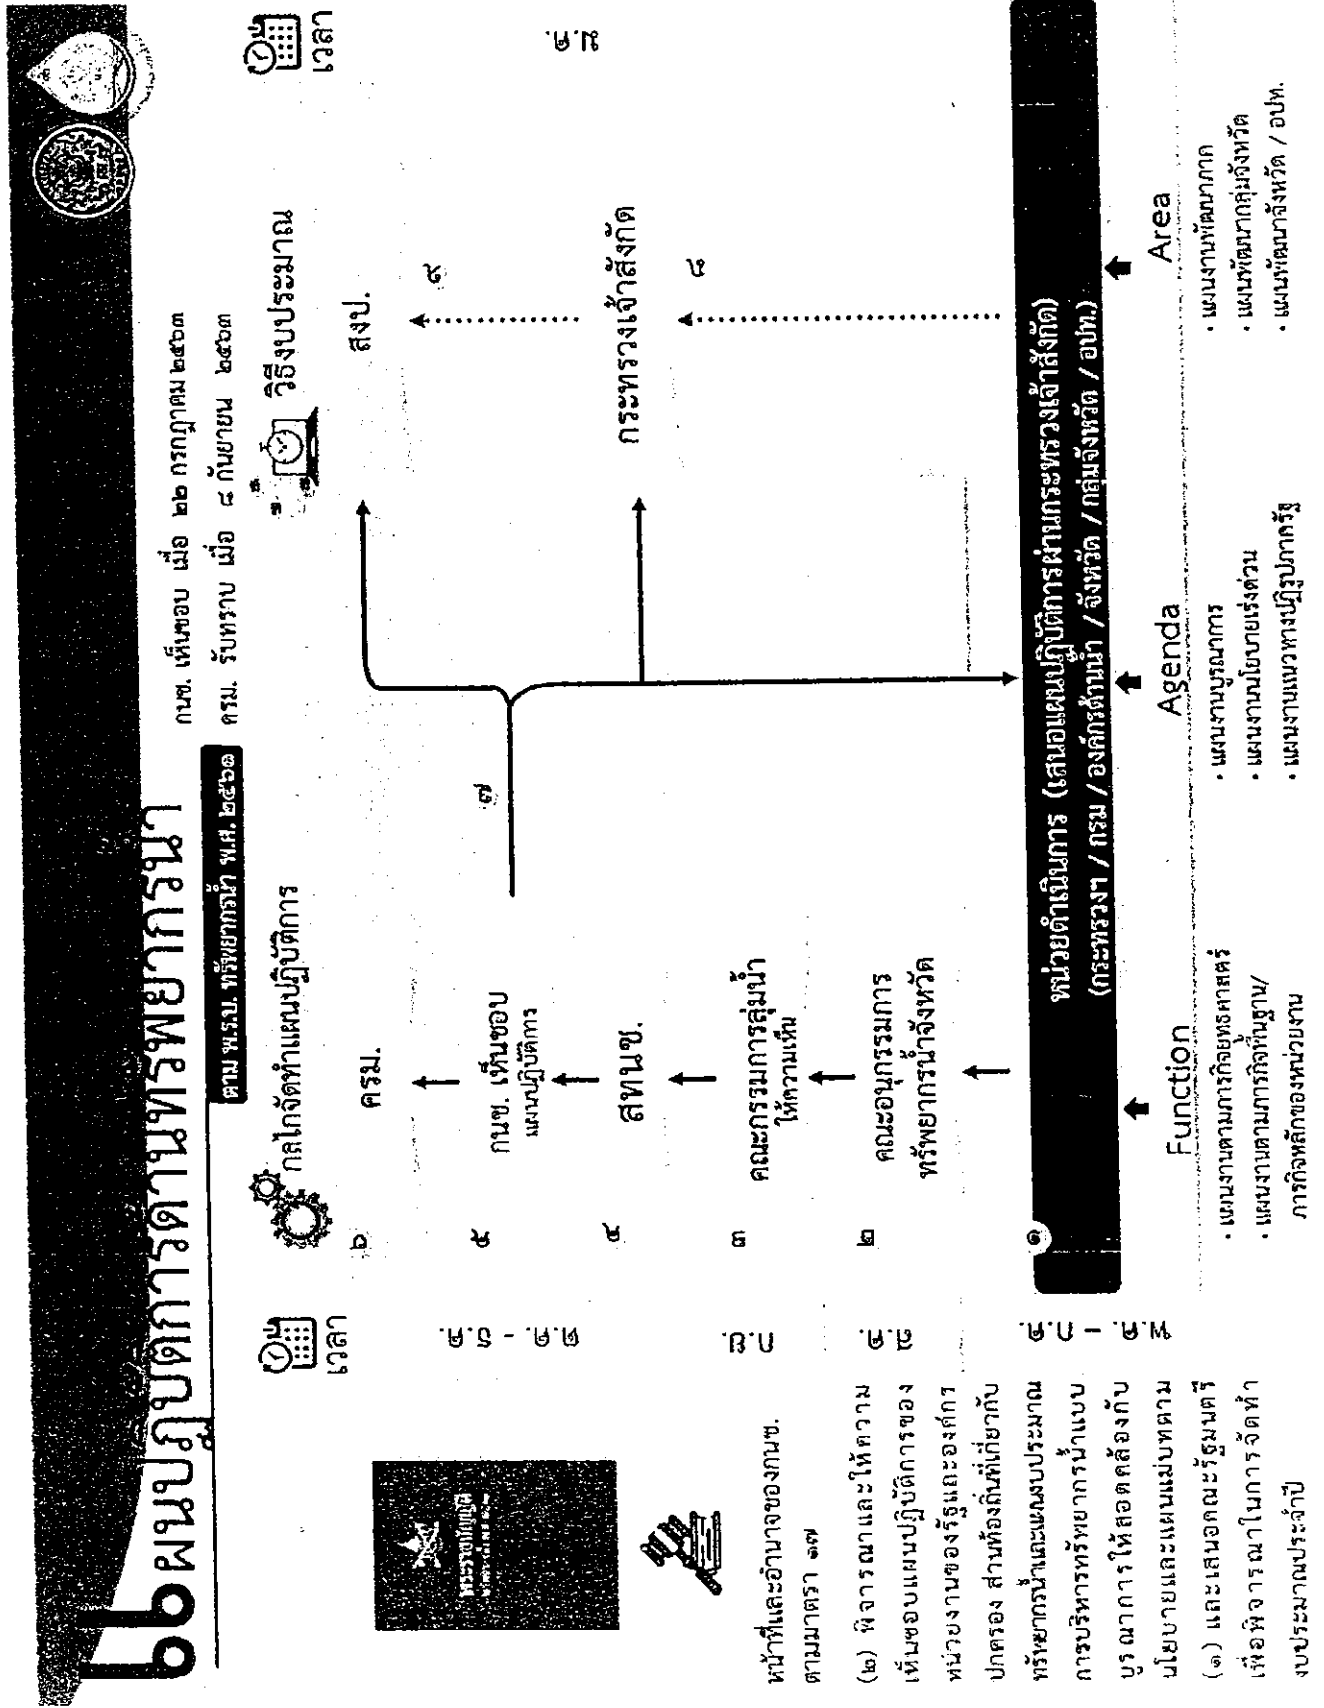 แผนปฏิบัติการด้านทรัพยากรน้ำ
ตาม พ.ร.บ. ทรัพยากรน้ำ พ.ศ. ๒๕๖๑
กนช. เห็นชอบ เมื่อ ๒๒ กรกฎาคม ๒๕๖๓
ครม. รับทราบ เมื่อ ๘ กันยายน ๒๕๖๓
เวลา
กลไกจัดทำแผนปฏิบัติการ
วิธีงบประมาณ
เวลา
๖
ครม.
สงป.
ต.ค. - ธ.ค.
๕
กนช. เห็นชอบ
แผนปฏิบัติการ
๗
๙
ม.ค.
๔
สทนช.
กระทรวงเจ้าสังกัด
ก.ย.
๓
คณะกรรมการลุ่มน้ำ
ให้ความเห็น
๘
ส.ค.
๒
คณะอนุกรรมการ
ทรัพยากรน้ำจังหวัด
พ.ค. - ก.ค.
๑
หน่วยดำเนินการ (เสนอแผนปฏิบัติการผ่านกระทรวงเจ้าสังกัด)
(กระทรวงฯ / กรม / องค์กรด้านน้ำ / จังหวัด / กลุ่มจังหวัด / อปท.)
Function
• แผนงานตามภารกิจยุทธศาสตร์
• แผนงานตามภารกิจพื้นฐาน/
ภารกิจหลักของหน่วยงาน
Agenda
• แผนงานบูรณาการ
• แผนงานนโยบายเร่งด่วน
• แผนงานแนวทางปฏิรูปภาครัฐ
Area
• แผนงานพัฒนาภาค
• แผนพัฒนากลุ่มจังหวัด
• แผนพัฒนาจังหวัด / อปท.
หน้าที่และอำนาจของกนช.
ตามมาตรา ๑๗
(๒) พิจารณาและให้ความ
เห็นชอบแผนปฏิบัติการของ
หน่วยงานของรัฐและองค์กร
ปกครอง ส่วนท้องถิ่นที่เกี่ยวกับ
ทรัพยากรน้ำและแผนงบประมาณ
การบริหารทรัพยากรน้ำแบบ
บูรณาการให้สอดคล้องกับ
นโยบายและแผนแม่บทตาม
(๑) และเสนอคณะรัฐมนตรี
เพื่อพิจารณาในการจัดทำ
งบประมาณประจำปี